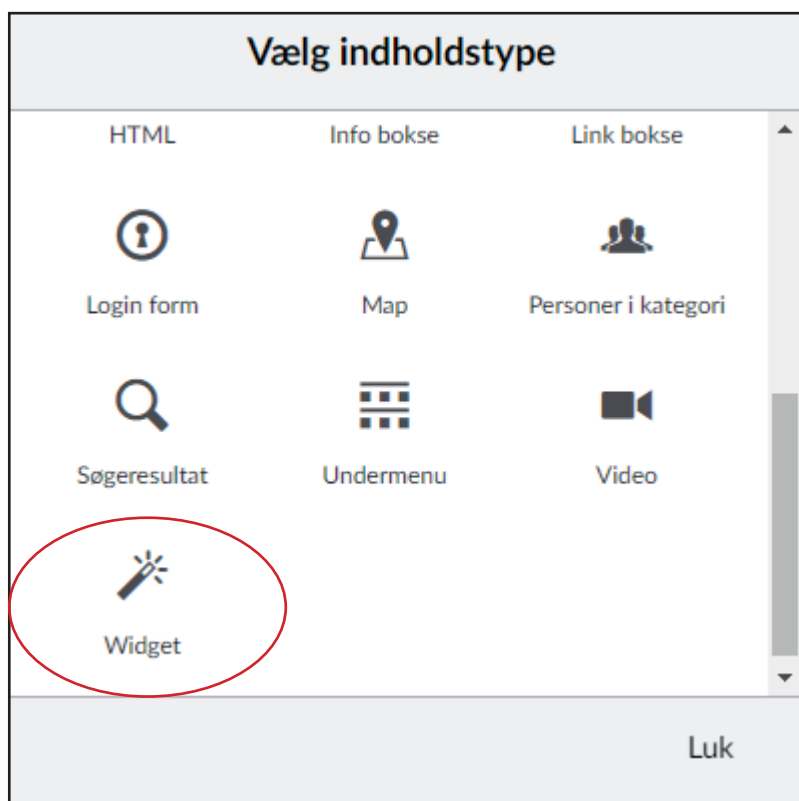 Vælg indholdstype
HTML Info bokse Link bokse
Login form Map Personer i kategori
Søgeresultat Undermenu Video
Widget
Luk